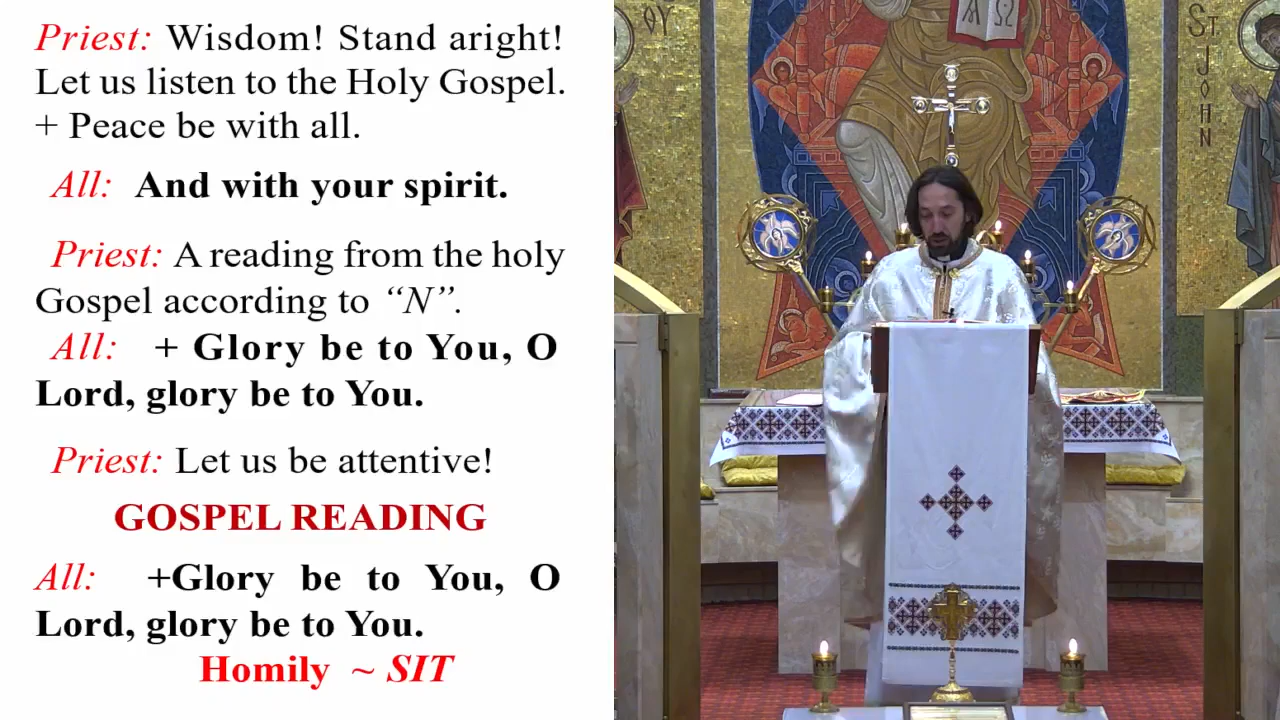 Priest: Wisdom! Stand aright!
Let us listen to the Holy Gospel.
+ Peace be with all.
All: And with your spirit.
Priest: A reading from the holy
Gospel according to “N”.
All: + Glory be to You, O
Lord, glory be to You.
Priest: Let us be attentive!
GOSPEL READING
All: +Glory be to You, O
Lord, glory be to You.
Homily ~ SIT
ΟΥ
Α Ω
ST.
JOHN